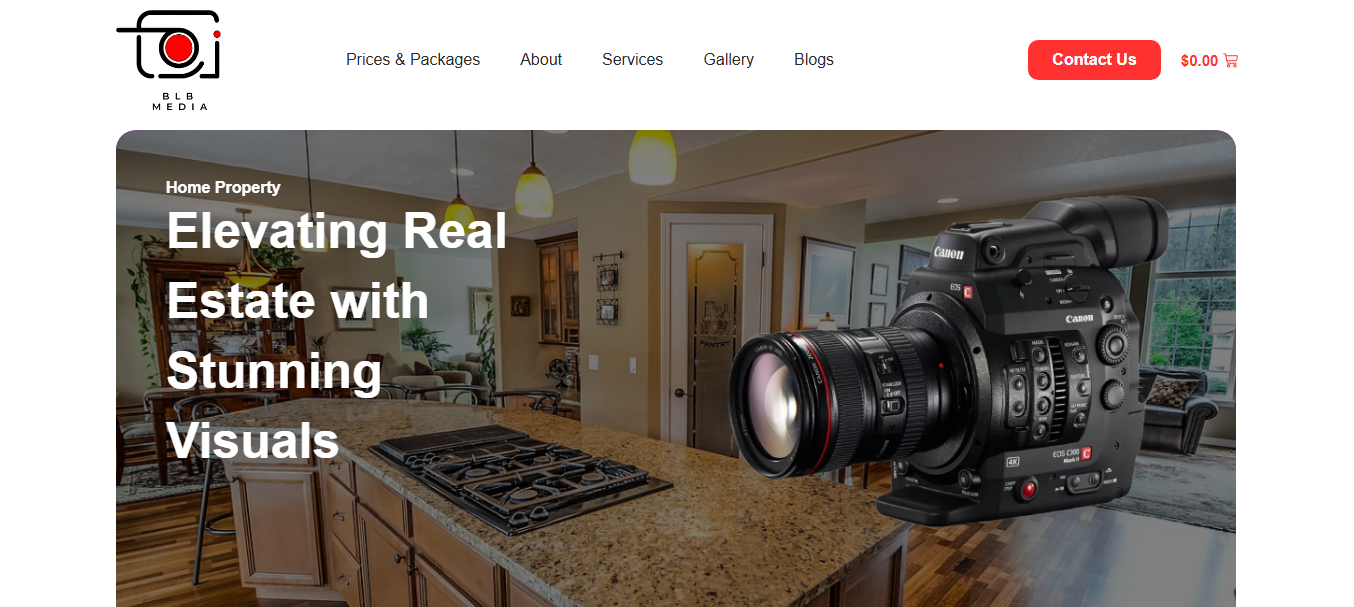 BLB
MEDIA
Prices & Packages
About
Services
Gallery
Blogs
Contact Us
$0.00
Home Property
Elevating Real
Estate with
Stunning
Visuals
PANTRY
Canon
EOS C
Canon
4K
EOS C300
Mark II C